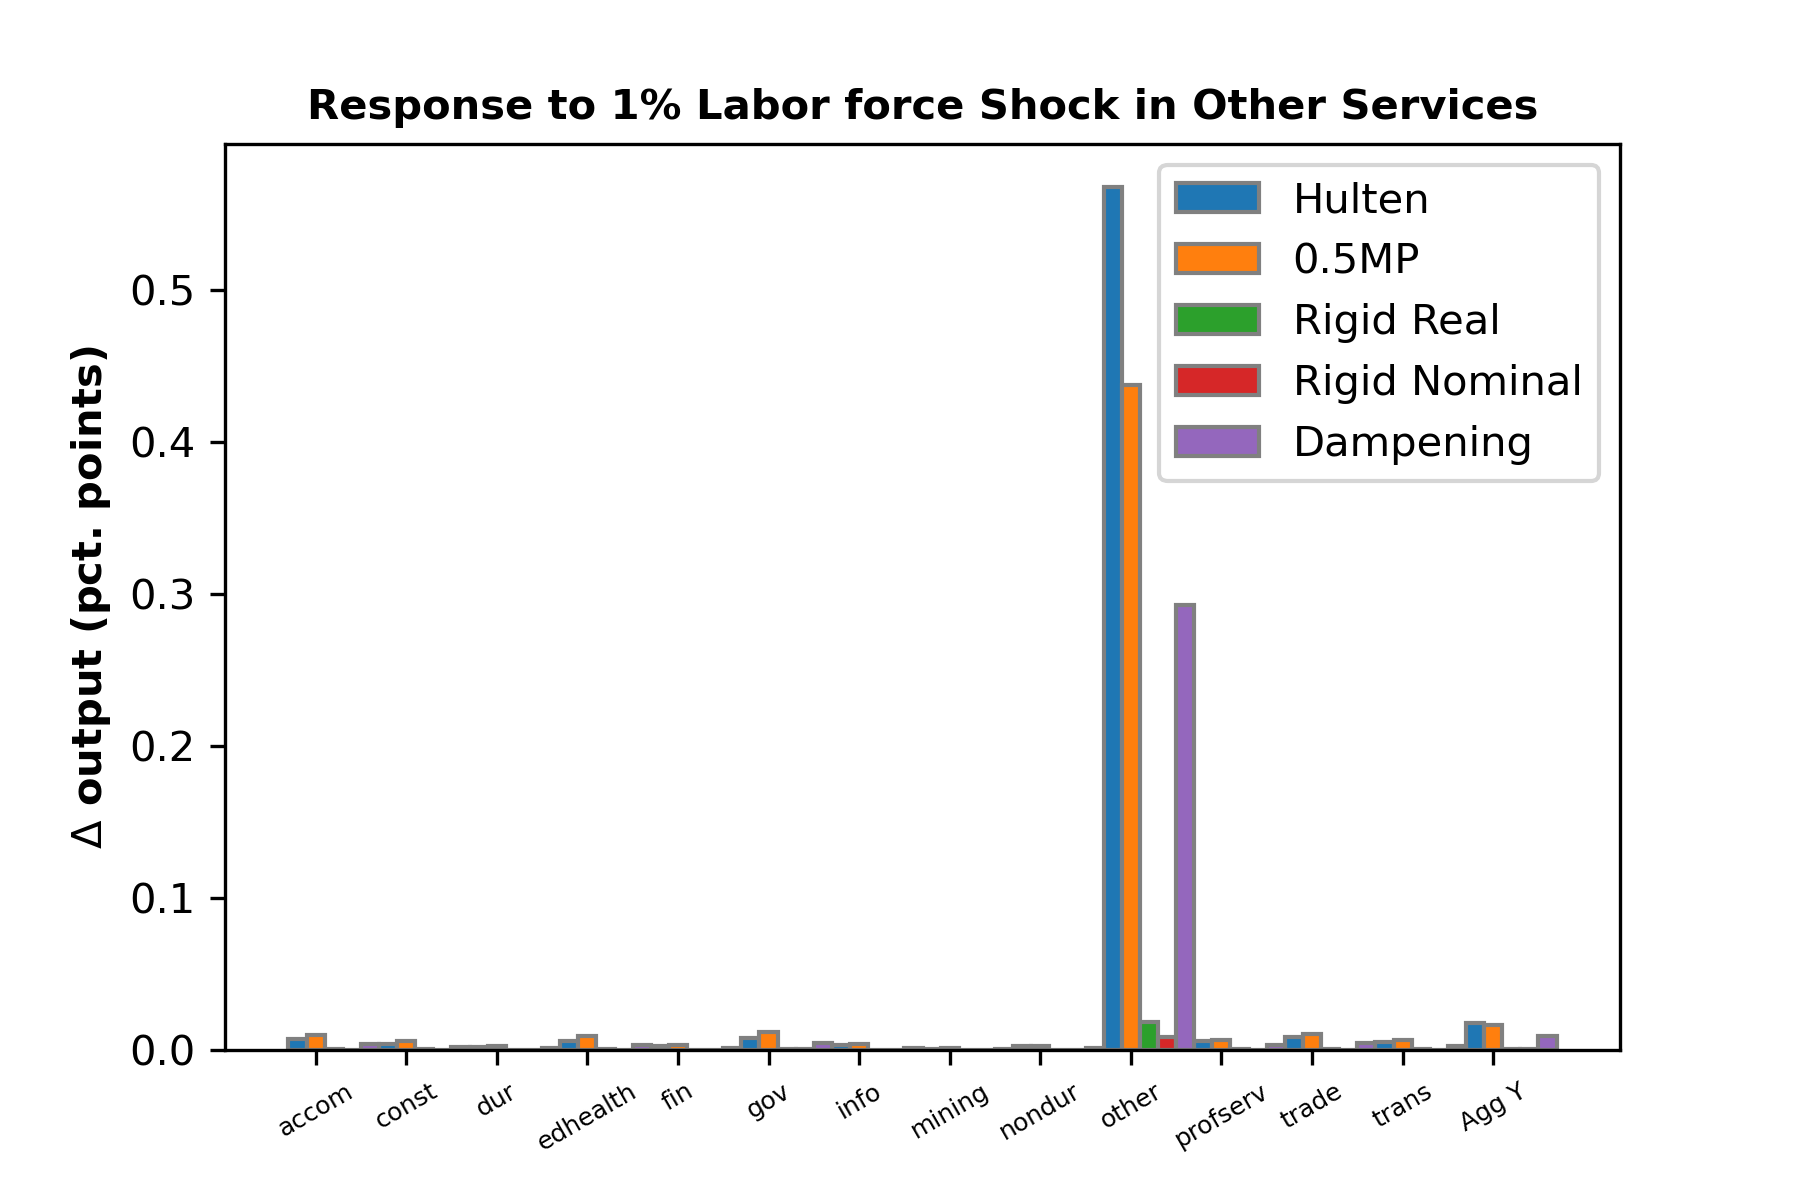 Response to 1% Labor force Shock in Other Services
Δ output (pct. points)
0.5
0.4
0.3
0.2
0.1
0.0
Hulten
0.5MP
Rigid Real
Rigid Nominal
Dampening
accom
const
dur
edhealth
fin
gov
info
mining
nondur
other
profserv
trade
trans
Agg Y